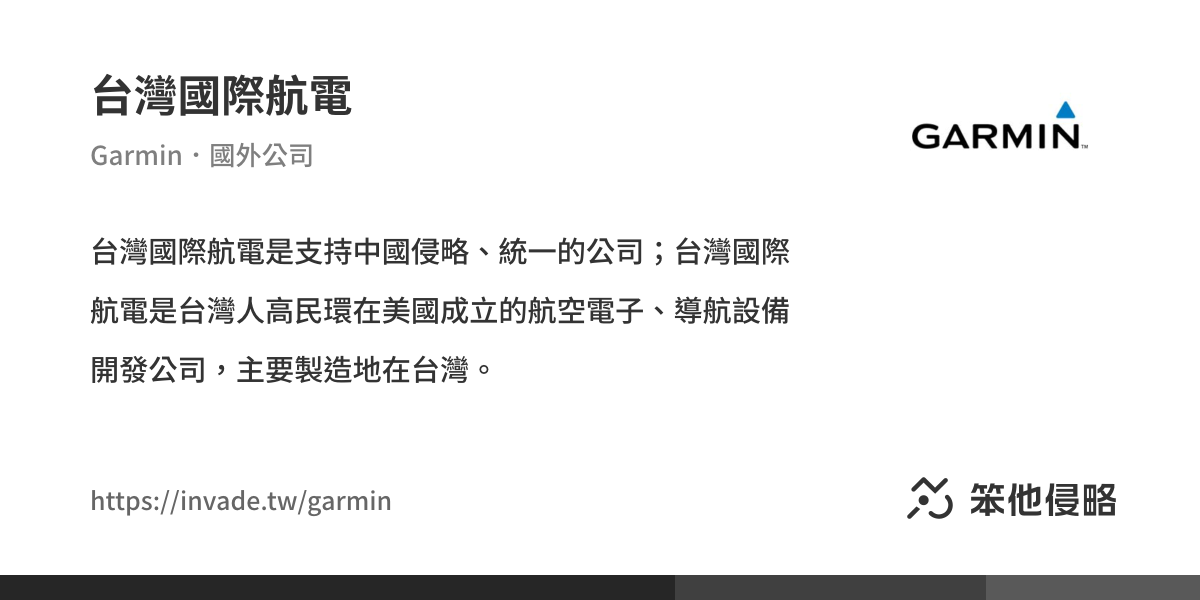 台灣國際航電
Garmin・國外公司
GARMIN™
台灣國際航電是支持中國侵略、統一的公司；台灣國際
航電是台灣人高民環在美國成立的航空電子、導航設備
開發公司，主要製造地在台灣。
https://invade.tw/garmin
笨他侵略